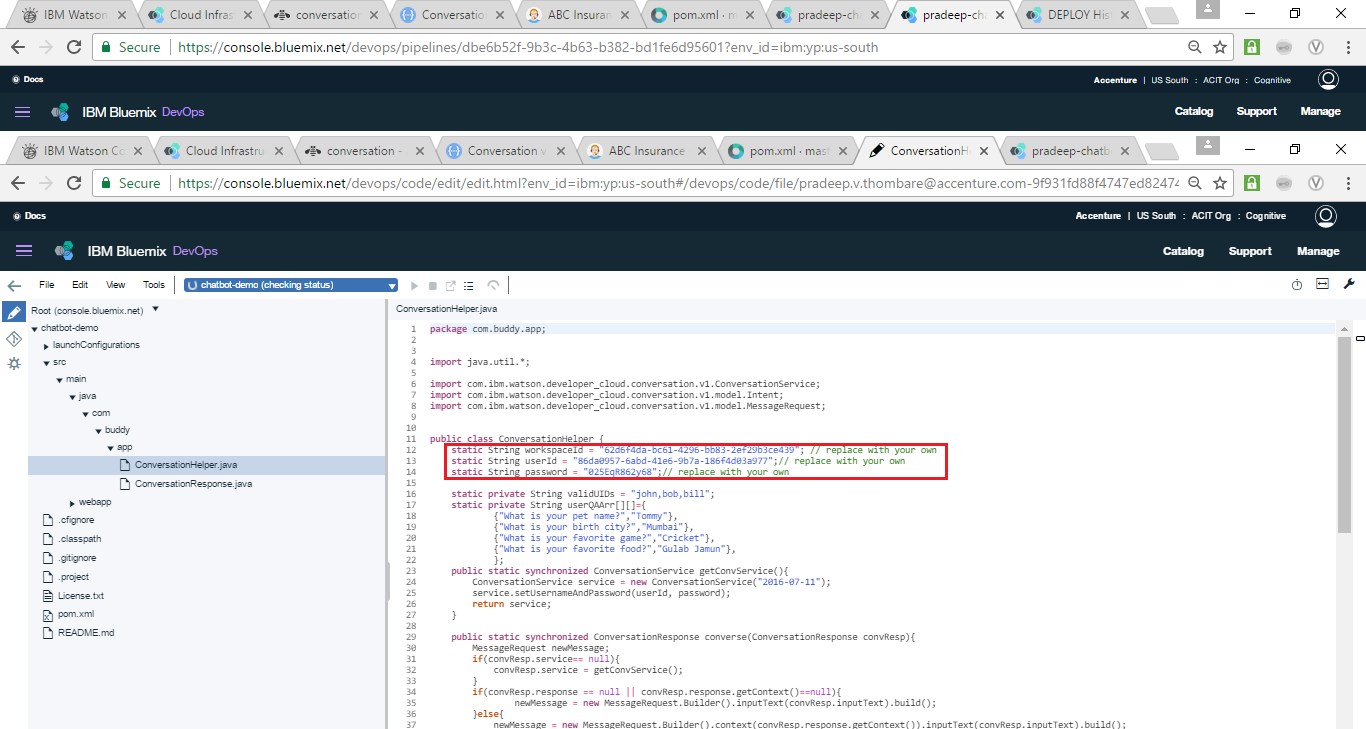 IBM Watson Cloud Infras conversation Conversatio ABC Insuran pom.xml - m pradeep-cha pradeep-cha DEPLOY Hist
Secure https://console.bluemix.net/devops/pipelines/dbe6b52f-9b3c-4b63-b382-bd1fe6d95601?env_id=ibm:yp:us-south
Docs Accenture | US South : ACIT Org : Cognitive
IBM Bluemix DevOps Catalog Support Manage
IBM Watson Co Cloud Infrastru conversation - Conversation v ABC Insurance pom.xml - mast ConversationHe pradeep-chatb
Secure https://console.bluemix.net/devops/code/edit/edit.html?env_id=ibm:yp:us-south#/devops/code/file/pradeep.v.thombare@accenture.com-9f931fd88f4747ed82474
Docs Accenture | US South : ACIT Org : Cognitive
IBM Bluemix DevOps Catalog Support Manage
File Edit View Tools chatbot-demo (checking status)
Root (console.bluemix.net)
chatbot-demo
launchConfigurations
src
main
java
com
buddy
app
ConversationHelper.java
ConversationResponse.java
webapp
.cfignore
.classpath
.gitignore
.project
License.txt
pom.xml
README.md
ConversationHelper.java
1 package com.buddy.app;
2
3
4 import java.util.*;
5
6 import com.ibm.watson.developer_cloud.conversation.v1.ConversationService;
7 import com.ibm.watson.developer_cloud.conversation.v1.model.Intent;
8 import com.ibm.watson.developer_cloud.conversation.v1.model.MessageRequest;
9
10
11 public class ConversationHelper {
12 static String workspaceId = "62d6f4da-bc61-4296-bb83-2ef29b3ce439"; // replace with your own
13 static String userId = "86da0957-6abd-41e6-9b7a-186f4d03a977";// replace with your own
14 static String password = "025EqR862y68";// replace with your own
15
16 static private String validUIDs = "john,bob,bill";
17 static private String userQAArr[][]={
18 {"What is your pet name?","Tommy"},
19 {"What is your birth city?","Mumbai"},
20 {"What is your favorite game?","Cricket"},
21 {"What is your favorite food?","Gulab Jamun"},
22 };
23 public static synchronized ConversationService getConvService(){
24 ConversationService service = new ConversationService("2016-07-11");
25 service.setUsernameAndPassword(userId, password);
26 return service;
27 }
28
29 public static synchronized ConversationResponse converse(ConversationResponse convResp){
30 MessageRequest newMessage;
31 if(convResp.service== null){
32 convResp.service = getConvService();
33 }
34 if(convResp.response == null || convResp.response.getContext()==null){
35 newMessage = new MessageRequest.Builder().inputText(convResp.inputText).build();
36 }else{
37 newMessage = new MessageRequest.Builder().context(convResp.response.getContext()).inputText(convResp.inputText).build();